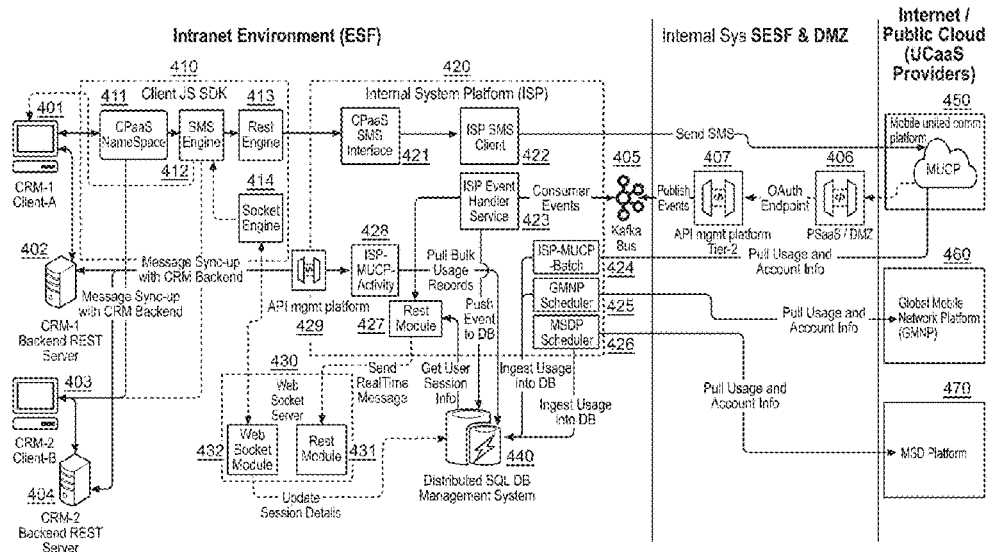 Intranet Environment (ESF)
Internal Sys SESF & DMZ
Internet /
Public Cloud
(UCaaS
Providers)
410
Client JS SDK
420
Internal System Platform (ISP)
401
CRM-1
Client-A
411
CPaaS
NameSpace
SMS
Engine
412
413
Rest
Engine
414
Socket
Engine
CPaaS
SMS
Interface
421
ISP SMS
Client
422
Send SMS
450
Mobile united comm
platform
MUCP
ISP Event
Handler
Service
423
Consumer
Events
405
Kafka
Bus
Publish
Events
407
API mgmt platform
Tier-2
OAuth
Endpoint
406
PSaaS / DMZ
402
CRM-1
Backend REST
Server
Message Sync-up
with CRM Backend
Message Sync-up
with CRM Backend
API mgmt platform
429
428
ISP-
MUCP-
Activity
Pull Bulk
Usage
Records
427
Rest
Module
Push
Event
to DB
ISP-MUCP
-Batch
424
GMNP
Scheduler
425
MSDP
Scheduler
426
Pull Usage and
Account Info
460
Global Mobile
Network Platform
(GMNP)
Pull Usage and
Account Info
403
CRM-2
Client-B
404
CRM-2
Backend REST
Server
430
Web
Socket
Server
Send
RealTime
Message
Get User
Session
Info
Ingest Usage
into DB
Ingest Usage
into DB
Pull Usage and
Account Info
470
MSD Platform
432
Web
Socket
Module
Rest
Module
431
440
Distributed SQL DB
Management System
Update
Session Details